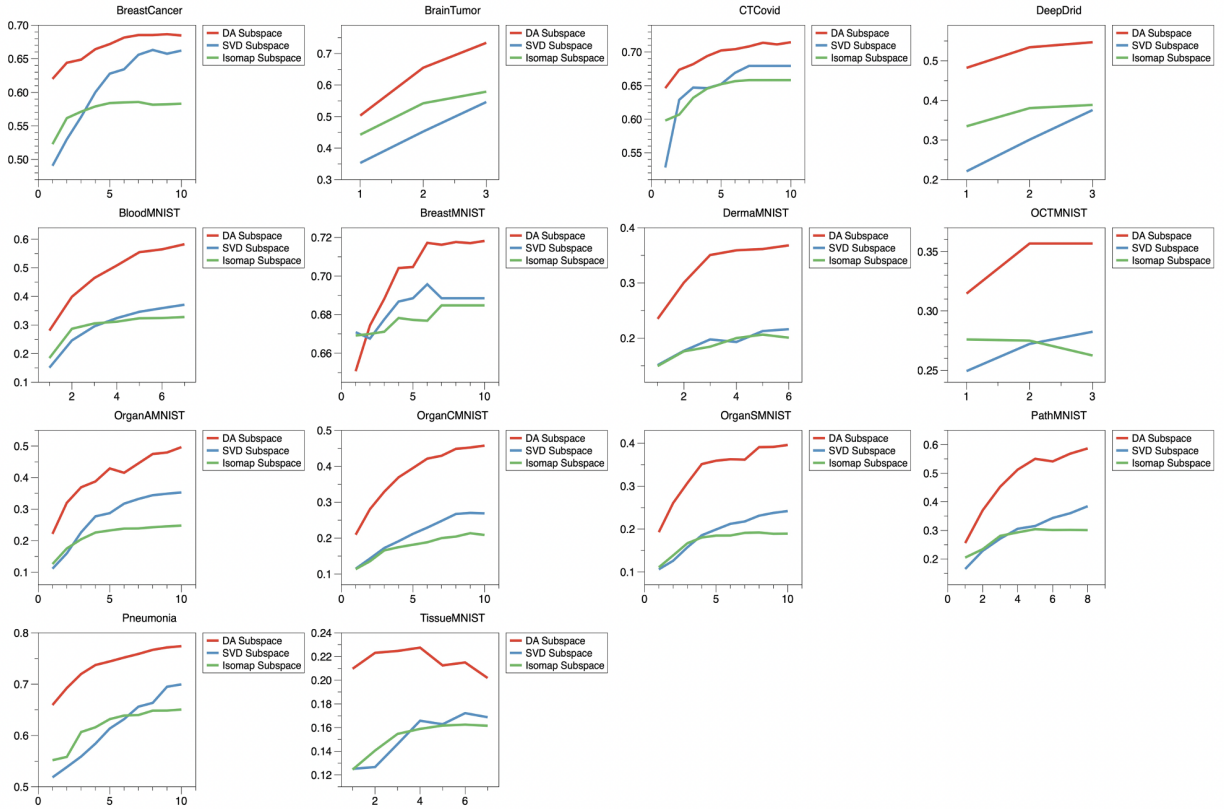 BreastCancer
0.70
0.65
0.60
0.55
0.50
0 5 10
DA Subspace
SVD Subspace
Isomap Subspace
BrainTumor
0.7
0.6
0.5
0.4
0.3
1 2 3
DA Subspace
SVD Subspace
Isomap Subspace
CTCovid
0.70
0.65
0.60
0.55
0 5 10
DA Subspace
SVD Subspace
Isomap Subspace
DeepDrid
0.5
0.4
0.3
0.2
1 2 3
DA Subspace
SVD Subspace
Isomap Subspace
BloodMNIST
0.6
0.5
0.4
0.3
0.2
0.1
2 4 6
DA Subspace
SVD Subspace
Isomap Subspace
BreastMNIST
0.72
0.70
0.68
0.66
0 5 10
DA Subspace
SVD Subspace
Isomap Subspace
DermaMNIST
0.4
0.3
0.2
2 4 6
DA Subspace
SVD Subspace
Isomap Subspace
OCTMNIST
0.35
0.30
0.25
1 2 3
DA Subspace
SVD Subspace
Isomap Subspace
OrganAMNIST
0.5
0.4
0.3
0.2
0.1
0 5 10
DA Subspace
SVD Subspace
Isomap Subspace
OrganCMNIST
0.5
0.4
0.3
0.2
0.1
0 5 10
DA Subspace
SVD Subspace
Isomap Subspace
OrganSMNIST
0.4
0.3
0.2
0.1
0 5 10
DA Subspace
SVD Subspace
Isomap Subspace
PathMNIST
0.6
0.5
0.4
0.3
0.2
0 2 4 6 8
DA Subspace
SVD Subspace
Isomap Subspace
Pneumonia
0.8
0.7
0.6
0.5
0 5 10
DA Subspace
SVD Subspace
Isomap Subspace
TissueMNIST
0.24
0.22
0.20
0.18
0.16
0.14
0.12
2 4 6
DA Subspace
SVD Subspace
Isomap Subspace